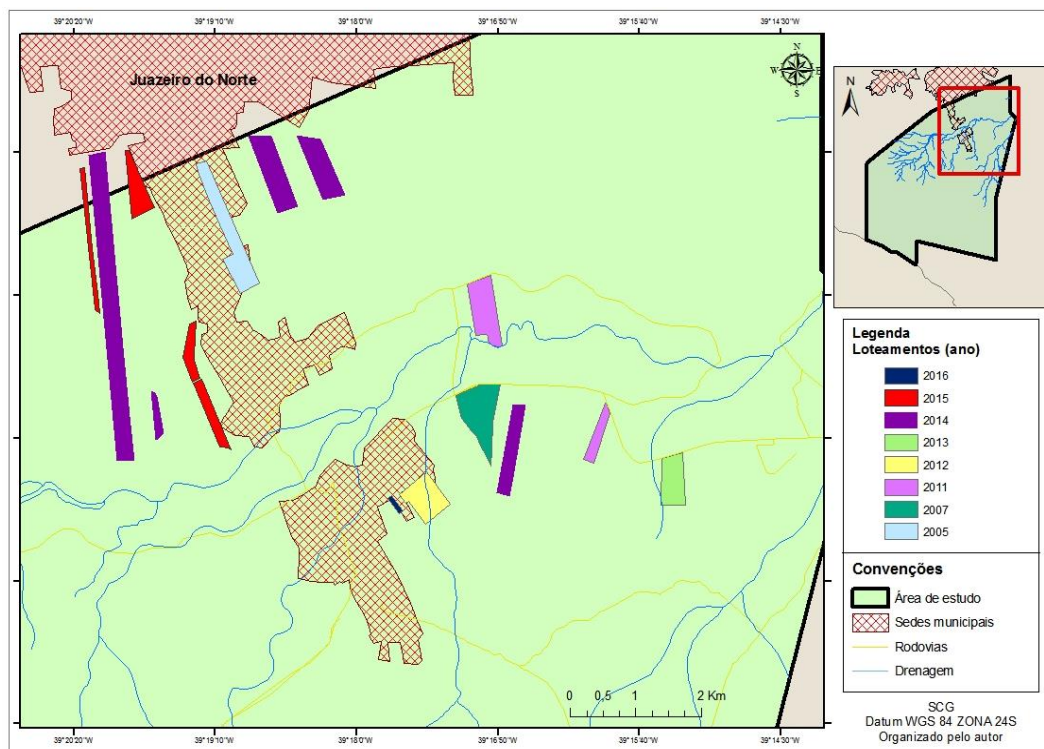 39°20'20"W 39°19'10"W 39°18'0"W 39°16'50"W 39°15'40"W 39°14'30"W
Juazeiro do Norte
N
W E
S
N
Legenda
Loteamentos (ano)
2016
2015
2014
2013
2012
2011
2007
2005
Convenções
Área de estudo
Sedes municipais
Rodovias
Drenagem
0 0,5 1 2 Km
SCG
Datum WGS 84 ZONA 24S
Organizado pelo autor
39°20'20"W 39°19'10"W 39°18'0"W 39°16'50"W 39°15'40"W 39°14'30"W